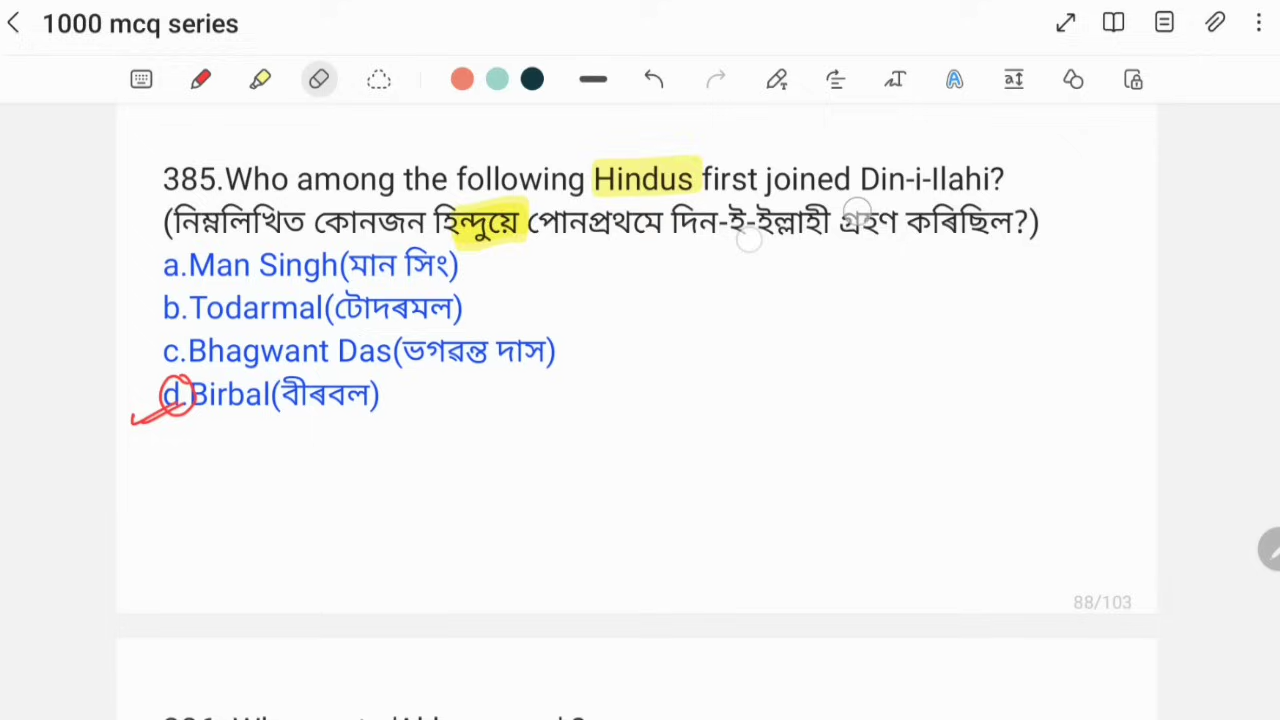 1000 mcq series
385.Who among the following Hindus first joined Din-i-Ilahi?
(নিম্নলিখিত কোনজন হিন্দুয়ে পোনপ্ৰথমে দিন-ই-ইল্লাহী গ্ৰহণ কৰিছিল?)
a.Man Singh(মান সিং)
b.Todarmal(টোদৰমল)
c.Bhagwant Das(ভগৱন্ত দাস)
d.Birbal(বীৰবল)
88/103